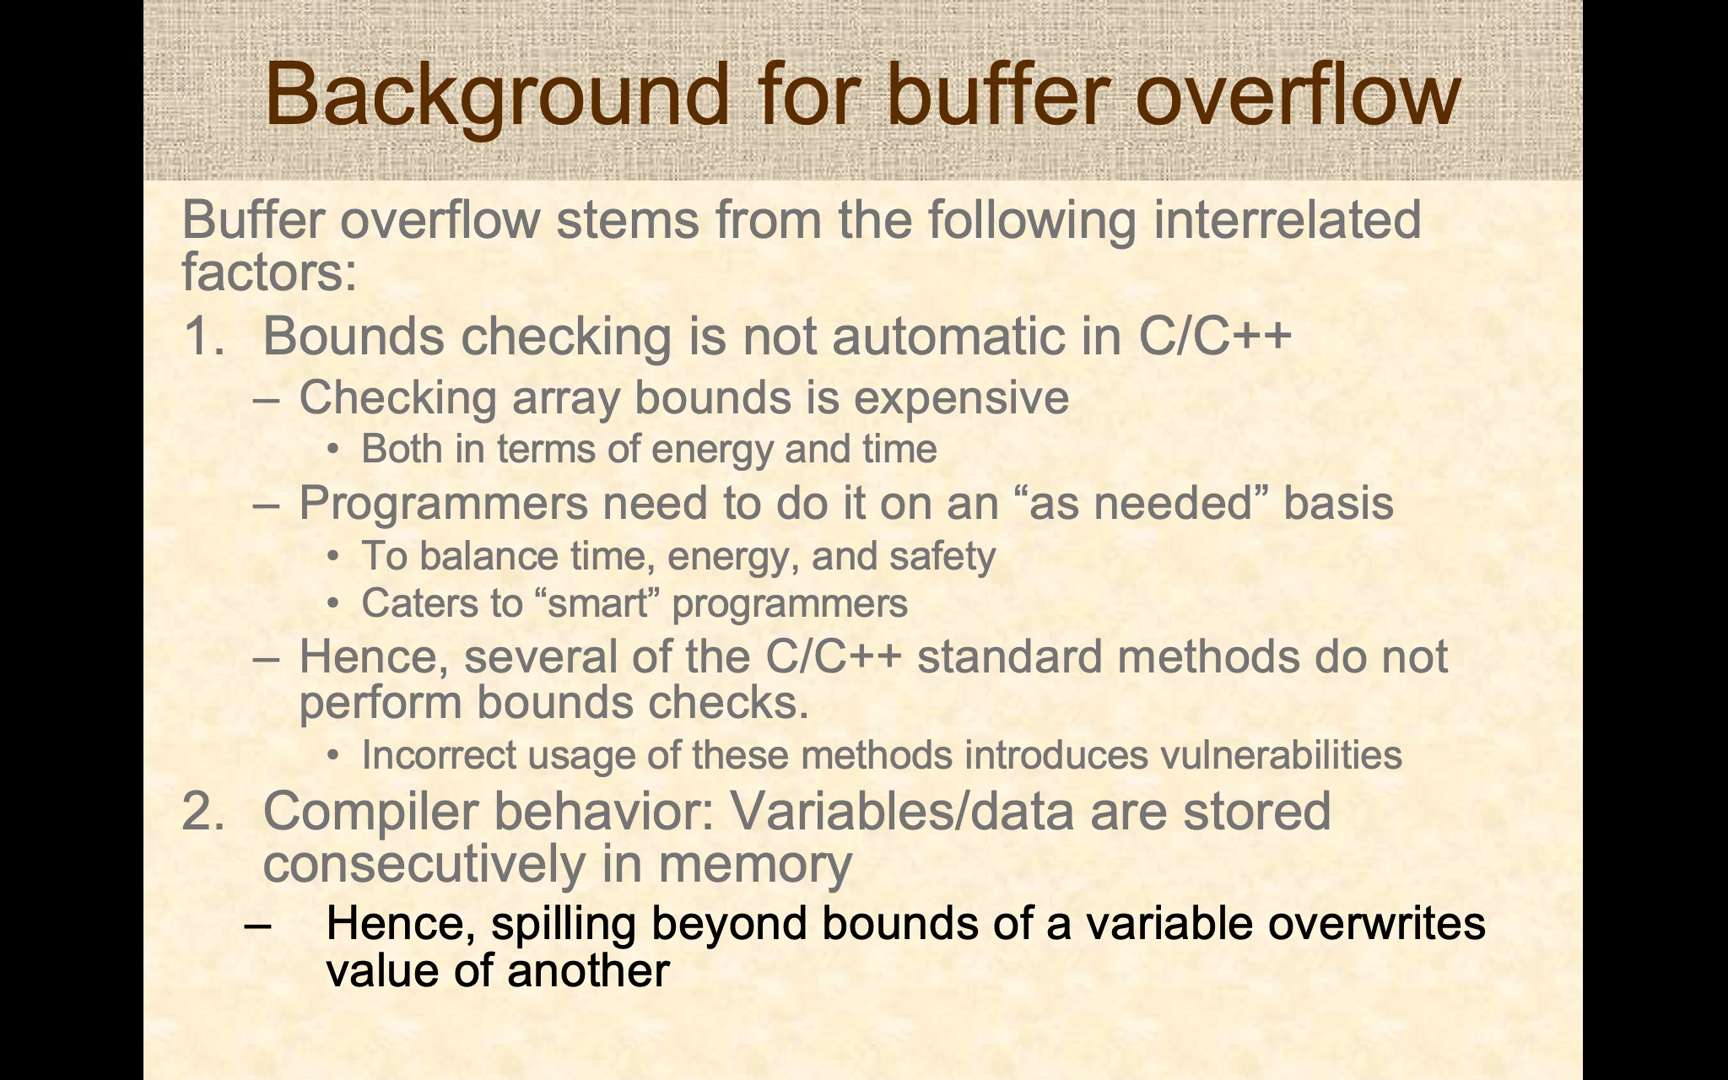 Background for buffer overflow
Buffer overflow stems from the following interrelated
factors:
1. Bounds checking is not automatic in C/C++
– Checking array bounds is expensive
• Both in terms of energy and time
– Programmers need to do it on an “as needed” basis
• To balance time, energy, and safety
• Caters to “smart” programmers
– Hence, several of the C/C++ standard methods do not
perform bounds checks.
• Incorrect usage of these methods introduces vulnerabilities
2. Compiler behavior: Variables/data are stored
consecutively in memory
– Hence, spilling beyond bounds of a variable overwrites
value of another